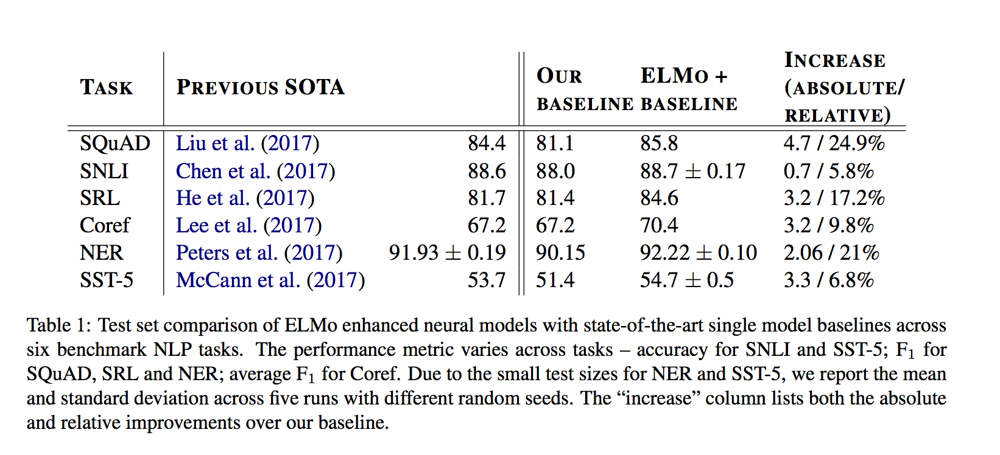 TASK PREVIOUS SOTA OUR BASELINE ELMO + BASELINE INCREASE (ABSOLUTE/ RELATIVE)
SQuAD Liu et al. (2017) 84.4 81.1 85.8 4.7 / 24.9%
SNLI Chen et al. (2017) 88.6 88.0 88.7 ± 0.17 0.7 / 5.8%
SRL He et al. (2017) 81.7 81.4 84.6 3.2 / 17.2%
Coref Lee et al. (2017) 67.2 67.2 70.4 3.2 / 9.8%
NER Peters et al. (2017) 91.93 ± 0.19 90.15 92.22 ± 0.10 2.06 / 21%
SST-5 McCann et al. (2017) 53.7 51.4 54.7 ± 0.5 3.3 / 6.8%
Table 1: Test set comparison of ELMo enhanced neural models with state-of-the-art single model baselines across
six benchmark NLP tasks. The performance metric varies across tasks – accuracy for SNLI and SST-5; F₁ for
SQuAD, SRL and NER; average F₁ for Coref. Due to the small test sizes for NER and SST-5, we report the mean
and standard deviation across five runs with different random seeds. The “increase” column lists both the absolute
and relative improvements over our baseline.